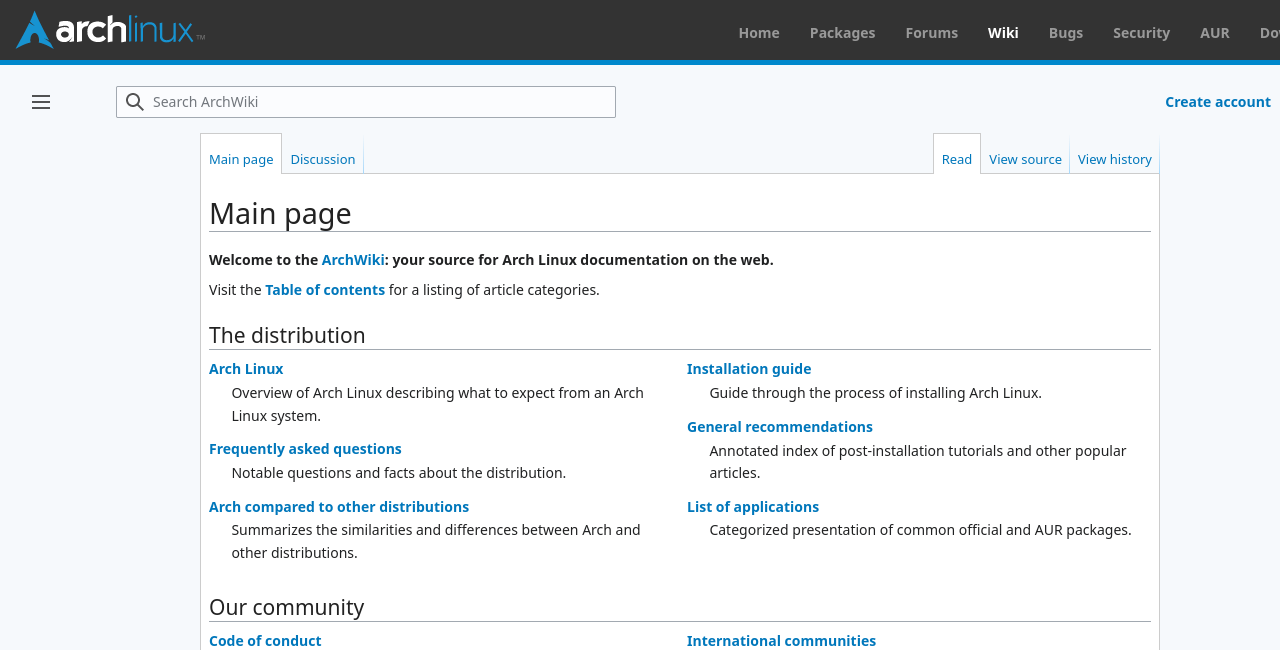 archlinux™
Home Packages Forums Wiki Bugs Security AUR
Search ArchWiki
Create account
Main page Discussion
Read View source View history
Main page
Welcome to the ArchWiki: your source for Arch Linux documentation on the web.
Visit the Table of contents for a listing of article categories.
The distribution
Arch Linux
Overview of Arch Linux describing what to expect from an Arch
Linux system.
Frequently asked questions
Notable questions and facts about the distribution.
Arch compared to other distributions
Summarizes the similarities and differences between Arch and
other distributions.
Installation guide
Guide through the process of installing Arch Linux.
General recommendations
Annotated index of post-installation tutorials and other popular
articles.
List of applications
Categorized presentation of common official and AUR packages.
Our community
Code of conduct
International communities